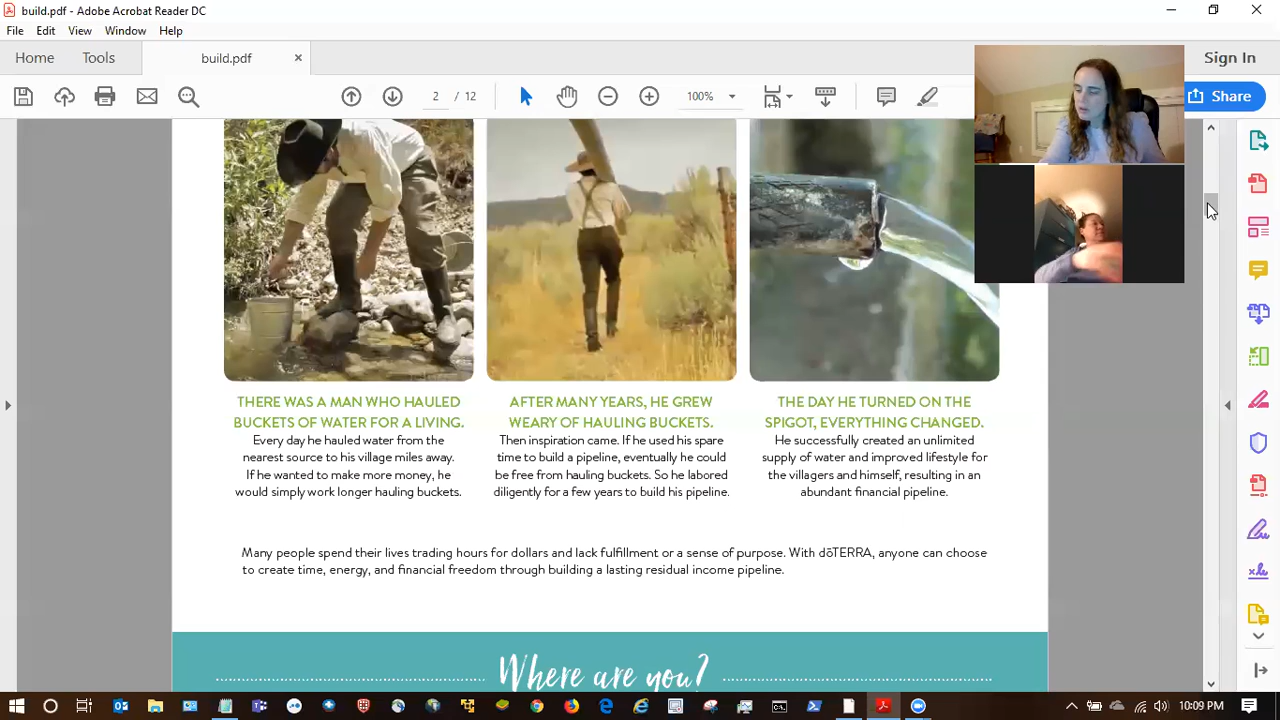 build.pdf - Adobe Acrobat Reader DC
File Edit View Window Help
Home Tools build.pdf × Sign In
2 / 12 100% Share
THERE WAS A MAN WHO HAULED
BUCKETS OF WATER FOR A LIVING.
Every day he hauled water from the
nearest source to his village miles away.
If he wanted to make more money, he
would simply work longer hauling buckets.
AFTER MANY YEARS, HE GREW
WEARY OF HAULING BUCKETS.
Then inspiration came. If he used his spare
time to build a pipeline, eventually he could
be free from hauling buckets. So he labored
diligently for a few years to build his pipeline.
THE DAY HE TURNED ON THE
SPIGOT, EVERYTHING CHANGED.
He successfully created an unlimited
supply of water and improved lifestyle for
the villagers and himself, resulting in an
abundant financial pipeline.
Many people spend their lives trading hours for dollars and lack fulfillment or a sense of purpose. With dōTERRA, anyone can choose
to create time, energy, and financial freedom through building a lasting residual income pipeline.
Where are you?
10:09 PM